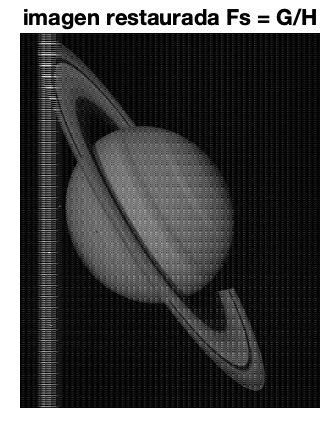 imagen restaurada Fs = G/H